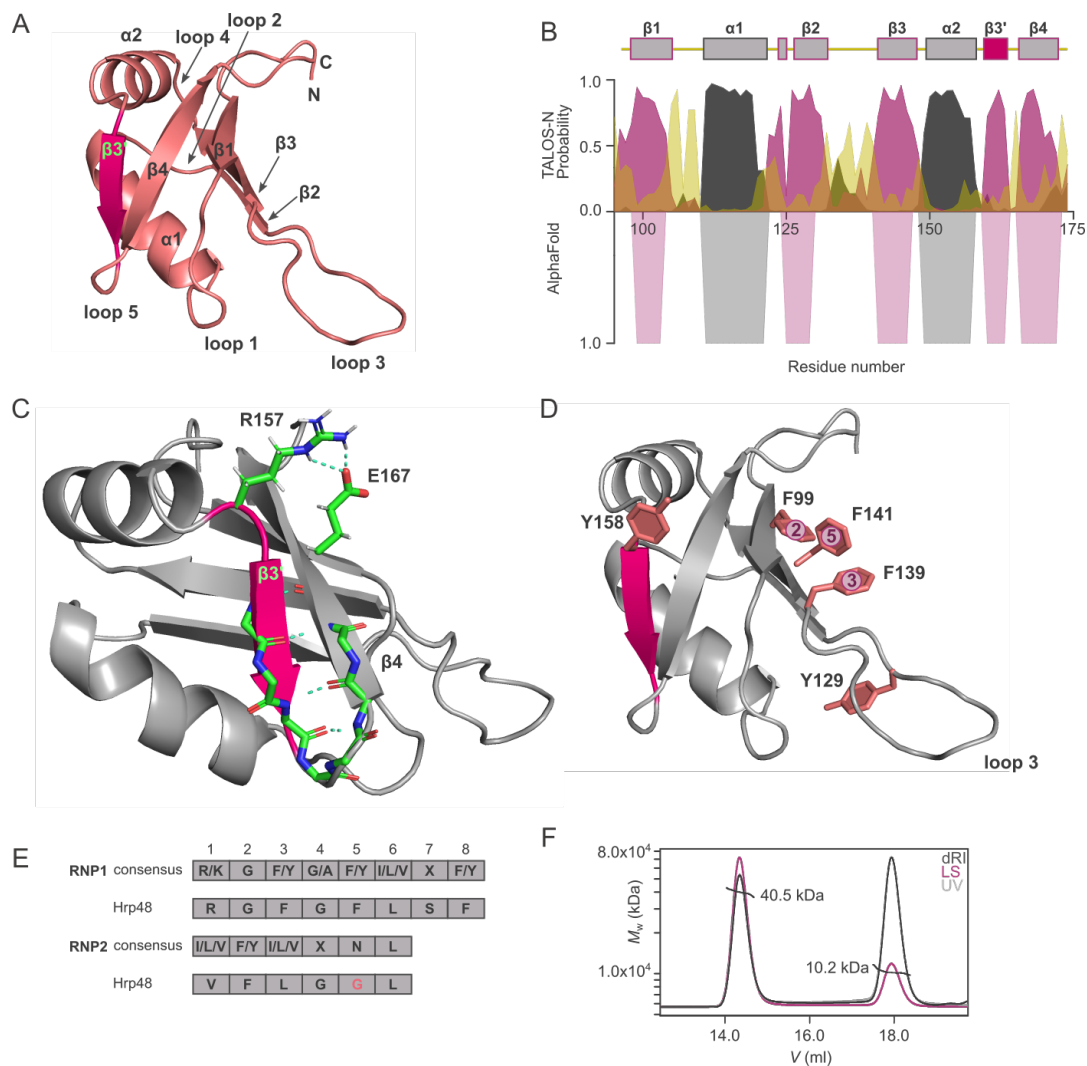 A
α2
loop 2
loop 4
C
N
β3'
β1
β4
β3
β2
α1
loop 5
loop 1
loop 3
B
β1 α1 β2 β3 α2 β3' β4
1.0
0.5
0.0
TALOS-N
Probability
100 125 150 175
AlphaFold
1.0
Residue number
C
R157
E167
β3'
β4
D
Y158
F99
F141
2
5
F139
3
Y129
loop 3
E
1 2 3 4 5 6 7 8
RNP1 consensus R/K G F/Y G/A F/Y I/L/V X F/Y
Hrp48 R G F G F L S F
RNP2 consensus I/L/V F/Y I/L/V X N L
Hrp48 V F L G G L
F
8.0x10⁴
dRI
LS
UV
40.5 kDa
Mw (kDa)
10.2 kDa
1.0x10⁴
14.0 16.0 18.0
V (ml)